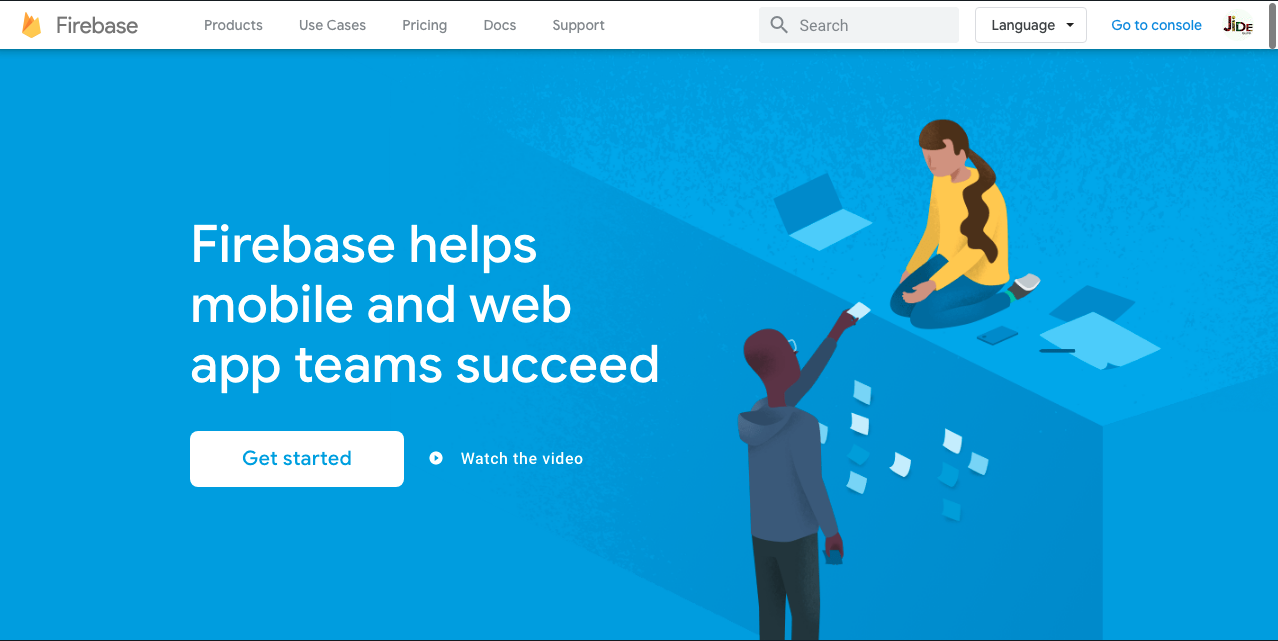 Firebase
Products
Use Cases
Pricing
Docs
Support
Search
Language
Go to console
JiDe
Firebase helps
mobile and web
app teams succeed
Get started
Watch the video